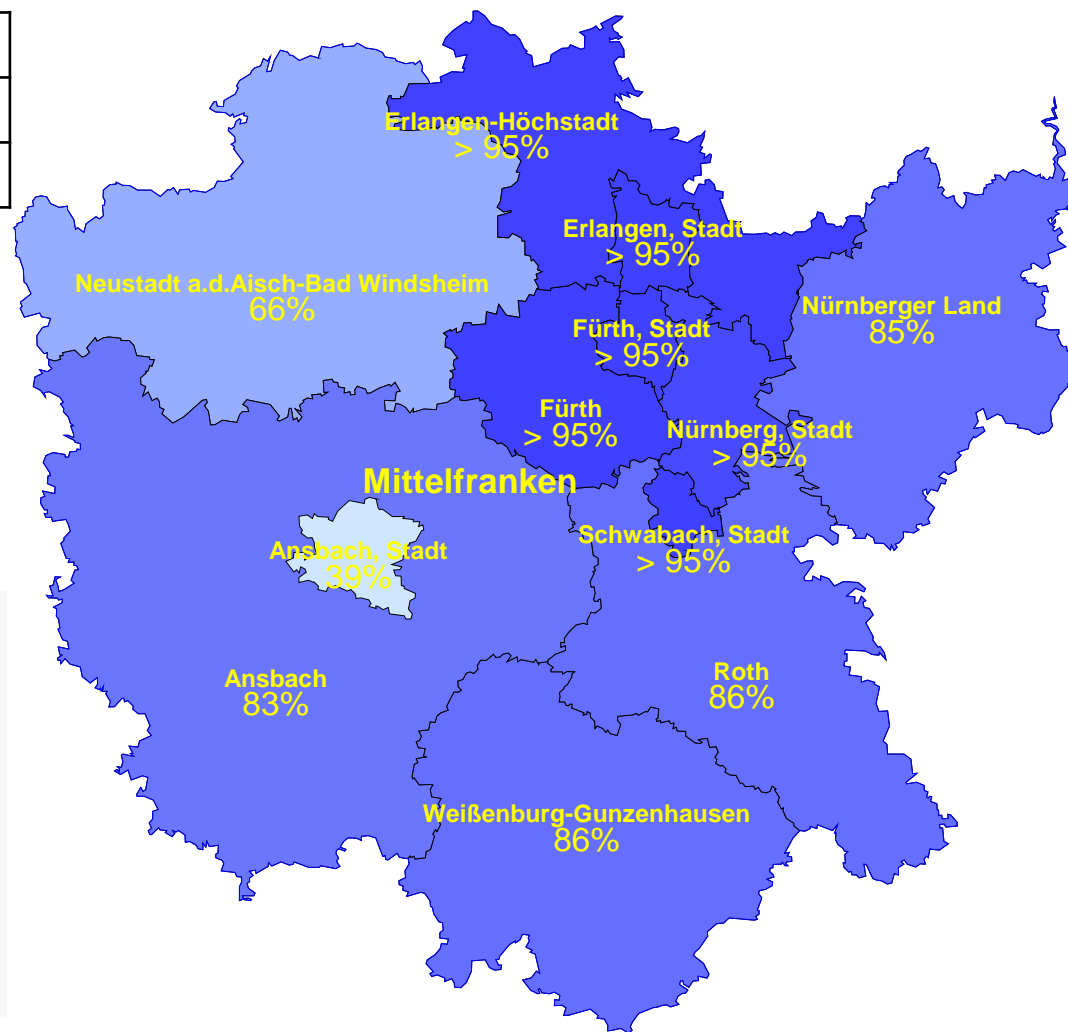 Erlangen-Höchstadt
> 95%
Erlangen, Stadt
> 95%
Neustadt a.d.Aisch-Bad Windsheim
66%
Nürnberger Land
85%
Fürth, Stadt
> 95%
Fürth
> 95%
Nürnberg, Stadt
> 95%
Mittelfranken
Schwabach, Stadt
> 95%
Ansbach, Stadt
39%
Roth
86%
Ansbach
83%
Weißenburg-Gunzenhausen
86%